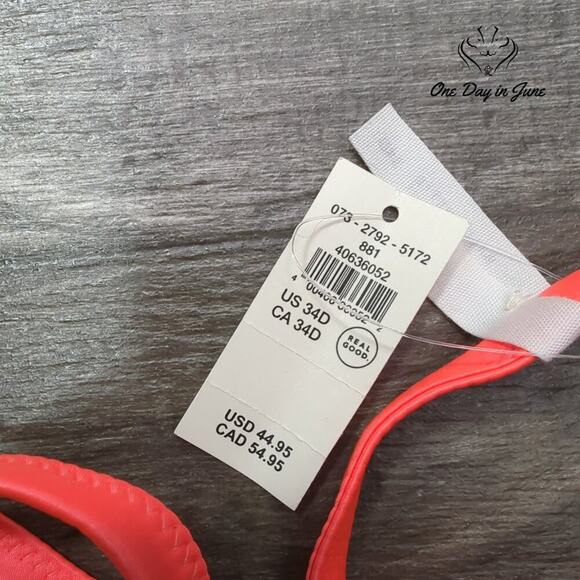 One Day in June
073 - 2792 - 5172
881
40636052
US 34D
CA 34D
REAL
GOOD.
USD 44.95
CAD 54.95